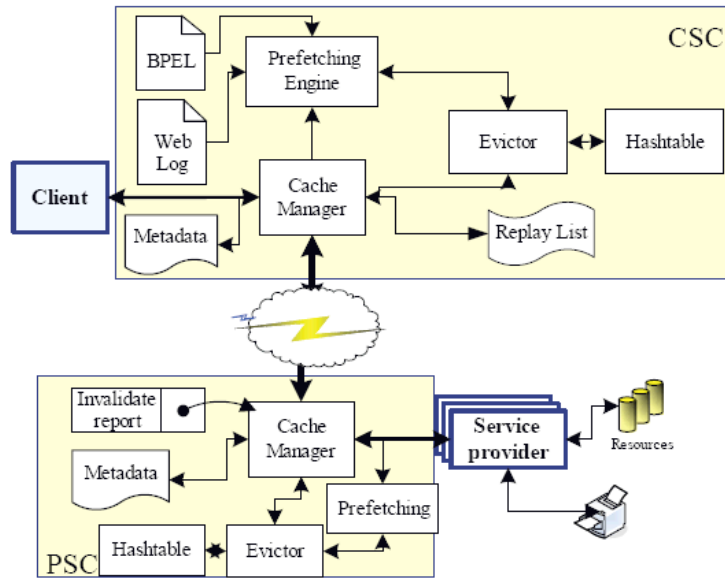 CSC
BPEL
Prefetching
Engine
Web
Log
Evictor
Hashtable
Client
Cache
Manager
Metadata
Replay List
Invalidate
report
Cache
Manager
Service
provider
Resources
Metadata
Prefetching
Hashtable
Evictor
PSC